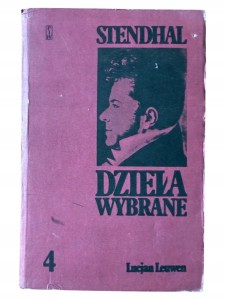 STENDHAL
DZIEŁA
WYBRANE
4
Lucjan Leuwen